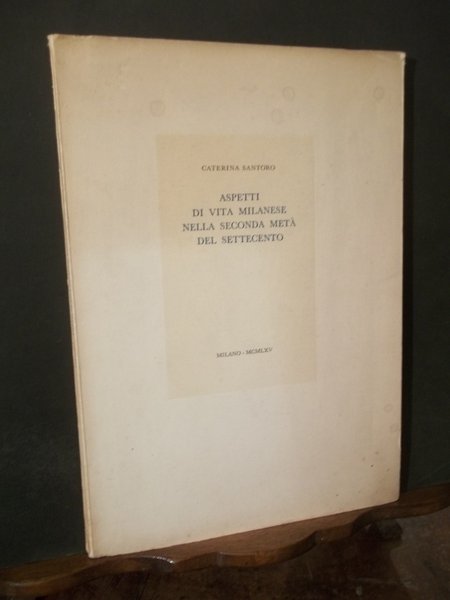 CATERINA SANTORO
ASPETTI
DI VITA MILANESE
NELLA SECONDA METÀ
DEL SETTECENTO
MILANO - MCMLXV